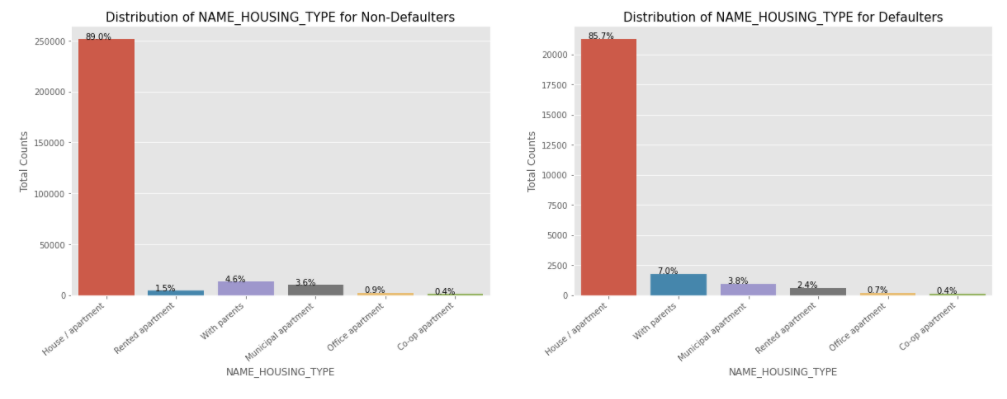 Distribution of NAME_HOUSING_TYPE for Non-Defaulters
Total Counts
250000
200000
150000
100000
50000
0
89.0%
1.5%
4.6%
3.6%
0.9%
0.4%
House / apartment
Rented apartment
With parents
Municipal apartment
Office apartment
Co-op apartment
NAME_HOUSING_TYPE
Distribution of NAME_HOUSING_TYPE for Defaulters
Total Counts
20000
17500
15000
12500
10000
7500
5000
2500
0
85.7%
7.0%
3.8%
2.4%
0.7%
0.4%
House / apartment
With parents
Municipal apartment
Rented apartment
Office apartment
Co-op apartment
NAME_HOUSING_TYPE